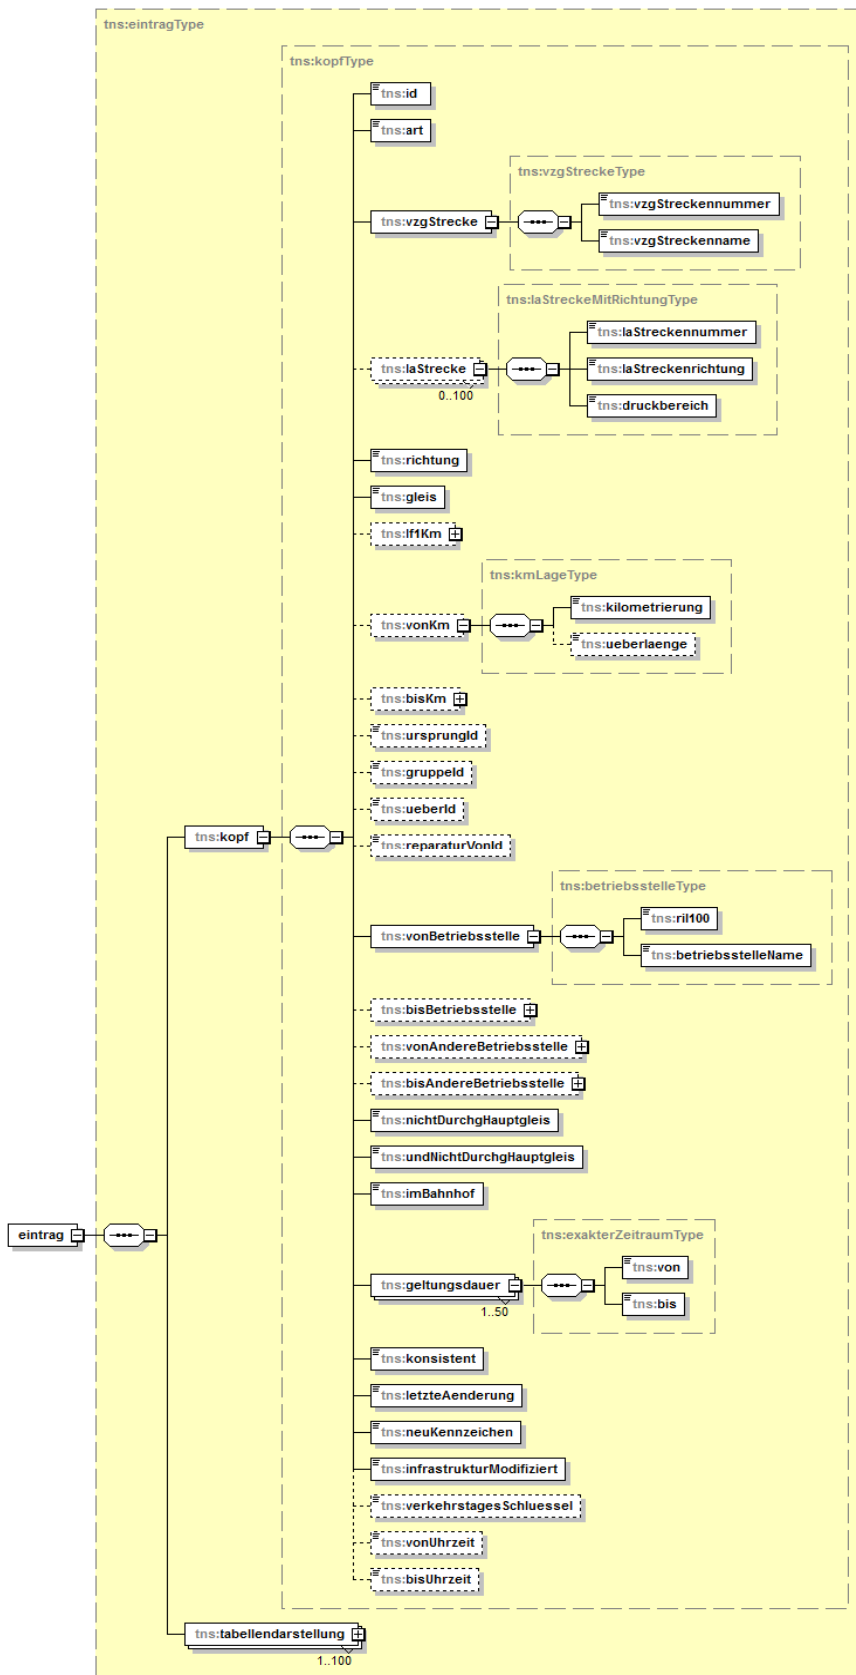 tns:eintragType
tns:kopfType
tns:id
tns:art
tns:vzgStreckeType
tns:vzgStrecke
tns:vzgStreckennummer
tns:vzgStreckenname
tns:laStreckeMitRichtungType
tns:laStrecke
0..100
tns:laStreckennummer
tns:laStreckenrichtung
tns:druckbereich
tns:richtung
tns:gleis
tns:lf1Km
tns:kmLageType
tns:vonKm
tns:kilometrierung
tns:ueberlaenge
tns:bisKm
tns:ursprungId
tns:gruppeId
tns:ueberId
tns:kopf
tns:reparaturVonId
tns:betriebsstelleType
tns:vonBetriebsstelle
tns:ril100
tns:betriebsstelleName
tns:bisBetriebsstelle
tns:vonAndereBetriebsstelle
tns:bisAndereBetriebsstelle
tns:nichtDurchgHauptgleis
tns:undNichtDurchgHauptgleis
tns:imBahnhof
eintrag
tns:exakterZeitraumType
tns:geltungsdauer
1..50
tns:von
tns:bis
tns:konsistent
tns:letzteAenderung
tns:neuKennzeichen
tns:infrastrukturModifiziert
tns:verkehrstagesSchluessel
tns:vonUhrzeit
tns:bisUhrzeit
tns:tabellendarstellung
1..100